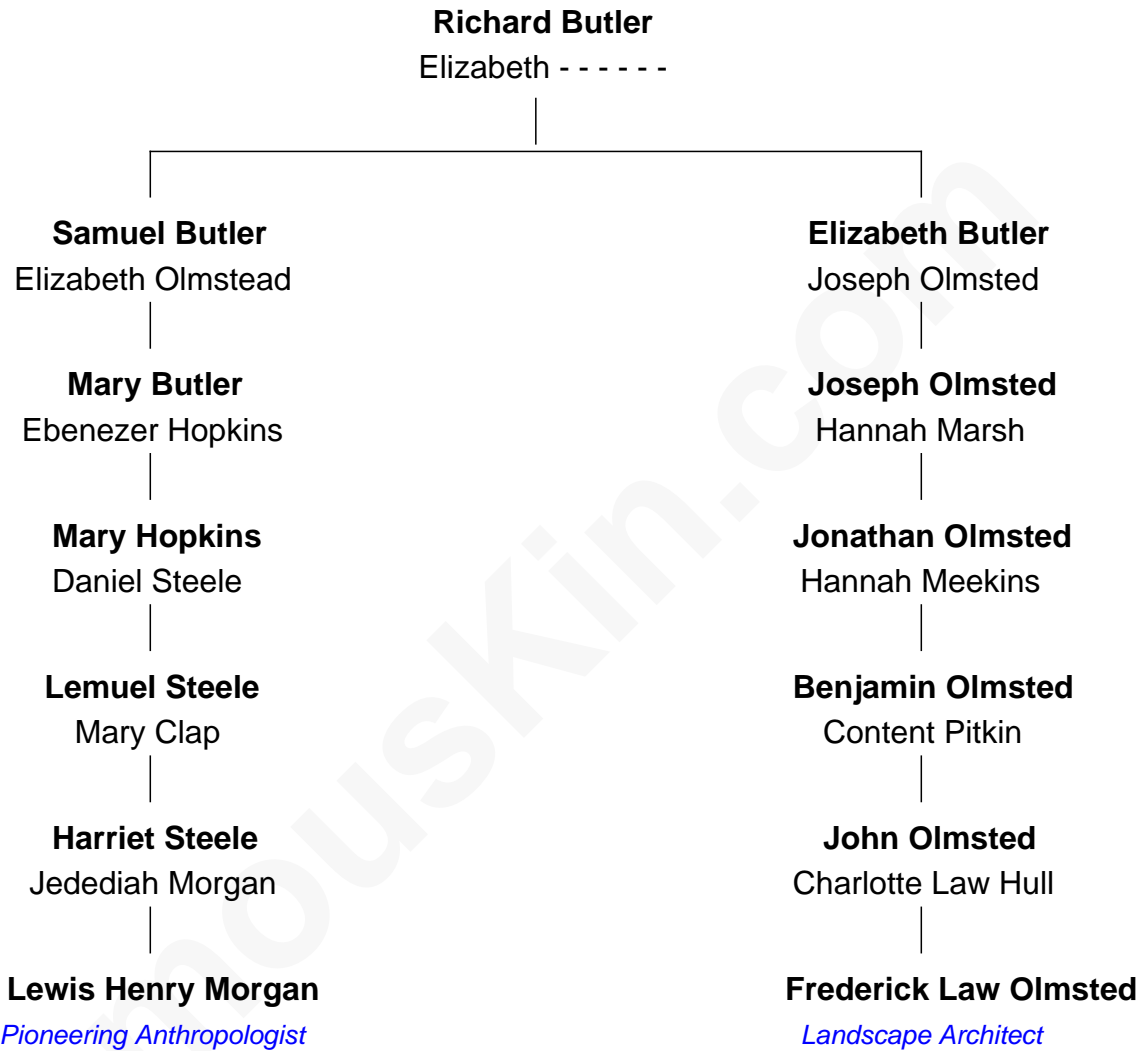 Richard Butler
Elizabeth - - - - - -
Samuel Butler
Elizabeth Olmstead
Elizabeth Butler
Joseph Olmsted
Mary Butler
Ebenezer Hopkins
Joseph Olmsted
Hannah Marsh
Mary Hopkins
Daniel Steele
Jonathan Olmsted
Hannah Meekins
Lemuel Steele
Mary Clap
Benjamin Olmsted
Content Pitkin
Harriet Steele
Jedediah Morgan
John Olmsted
Charlotte Law Hull
Lewis Henry Morgan
Pioneering Anthropologist
Frederick Law Olmsted
Landscape Architect
mousKin.com